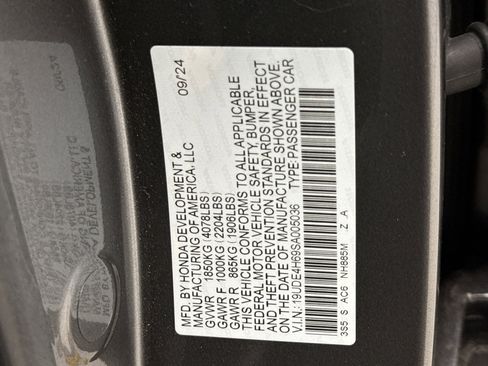 MFD. BY HONDA DEVELOPMENT & 09/24
MANUFACTURING OF AMERICA, LLC
GVWR 1850KG (4078LBS)
GAWR F 1000KG (2204LBS)
GAWR R 865KG (1906LBS)
THIS VEHICLE CONFORMS TO ALL APPLICABLE
FEDERAL MOTOR VEHICLE SAFETY, BUMPER,
AND THEFT PREVENTION STANDARDS IN EFFECT
ON THE DATE OF MANUFACTURE SHOWN ABOVE.
V.I.N.: 19UDE4H69SA005036 TYPE:PASSENGER CAR
3S5 S AC6 NH885M Z A